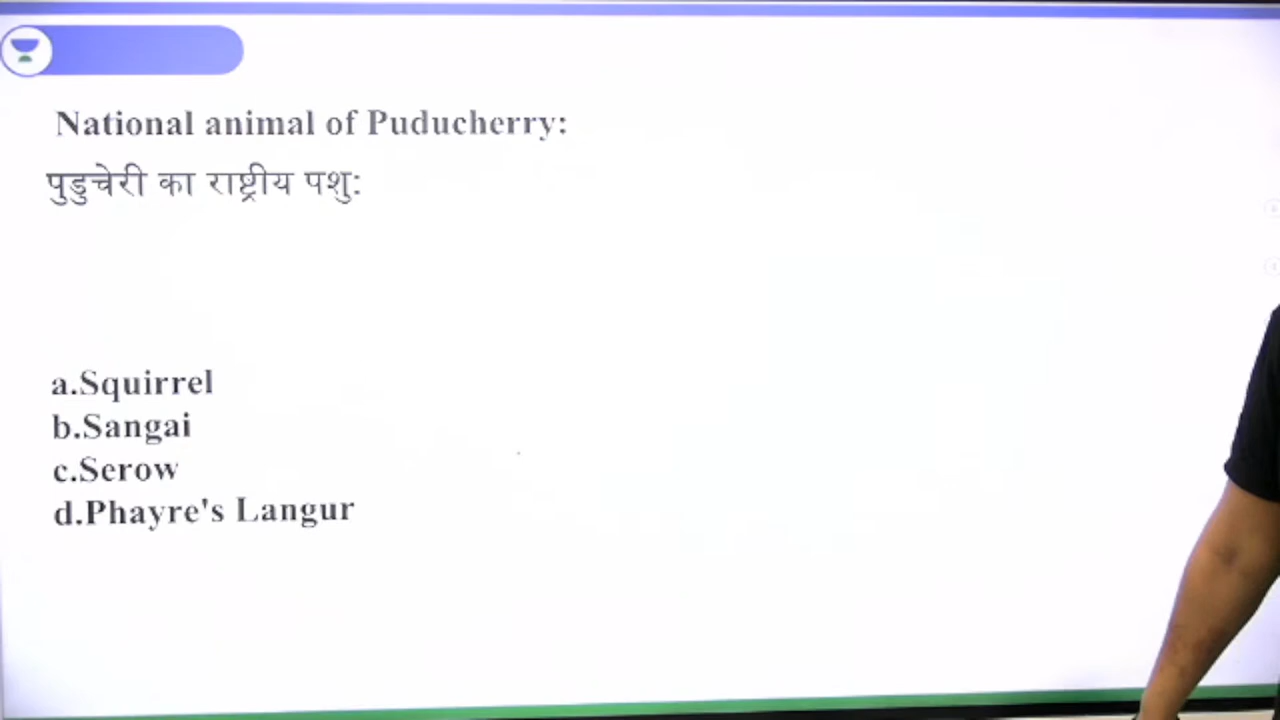 National animal of Puducherry:
पुडुचेरी का राष्ट्रीय पशु:
a.Squirrel
b.Sangai
c.Serow
d.Phayre's Langur